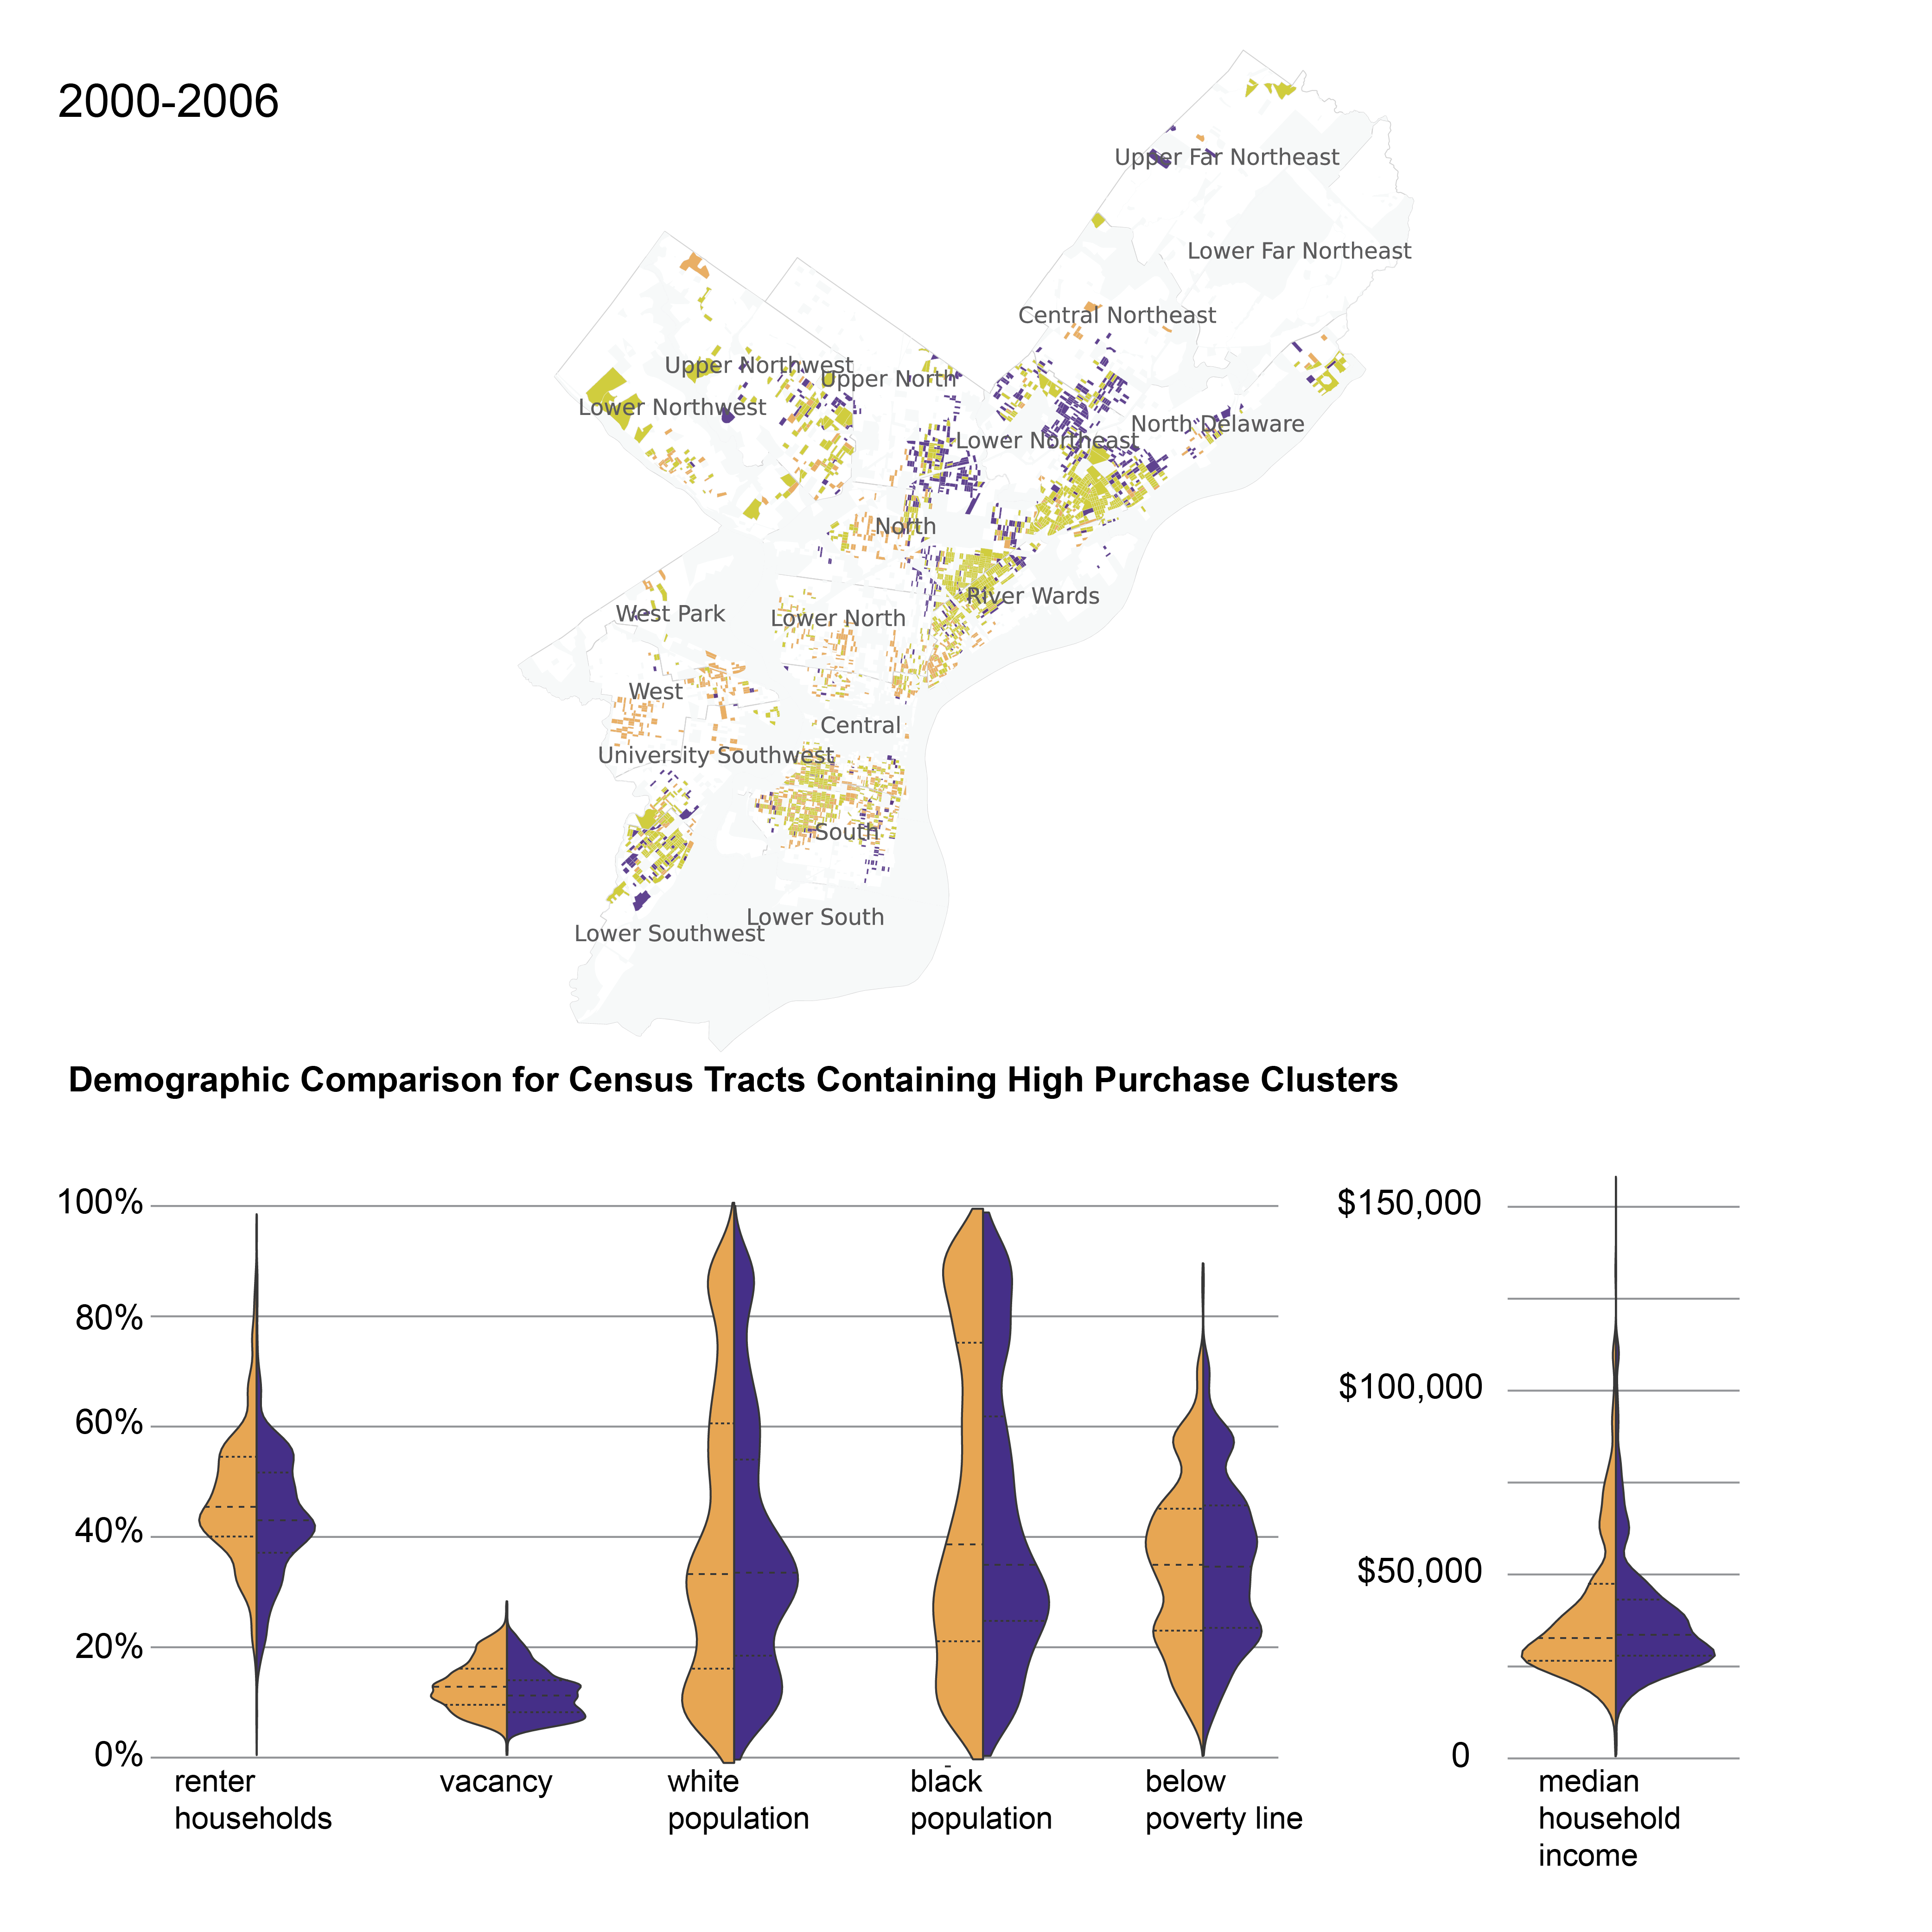 2000-2006
Upper Far Northeast
Lower Far Northeast
Central Northeast
Upper Northwest
Upper North
Lower Northwest
North Delaware
Lower Northeast
North
River Wards
West Park
Lower North
West
Central
University Southwest
South
Lower South
Lower Southwest
Demographic Comparison for Census Tracts Containing High Purchase Clusters
100%
80%
60%
40%
20%
0%
renter
households
vacancy
white
population
black
population
below
poverty line
$150,000
$100,000
$50,000
0
median
household
income